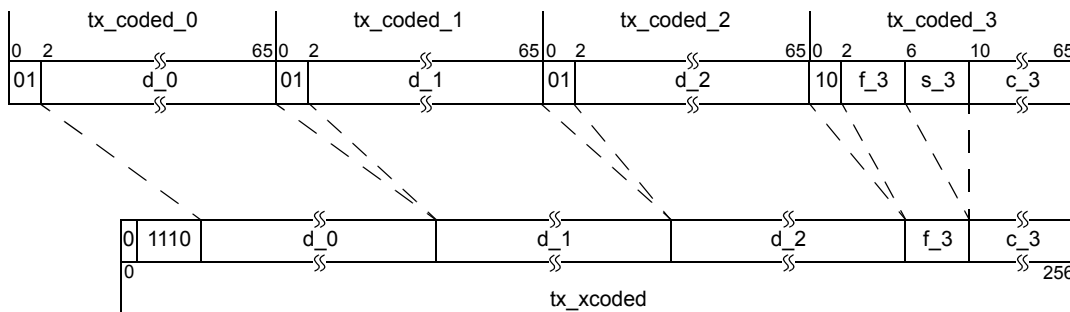 tx_coded_0 tx_coded_1 tx_coded_2 tx_coded_3
0 2 65 0 2 65 0 2 65 0 2 6 10 65
01 d_0 01 d_1 01 d_2 10 f_3 s_3 c_3
0 1110 d_0 d_1 d_2 f_3 c_3
0 256
tx_xcoded